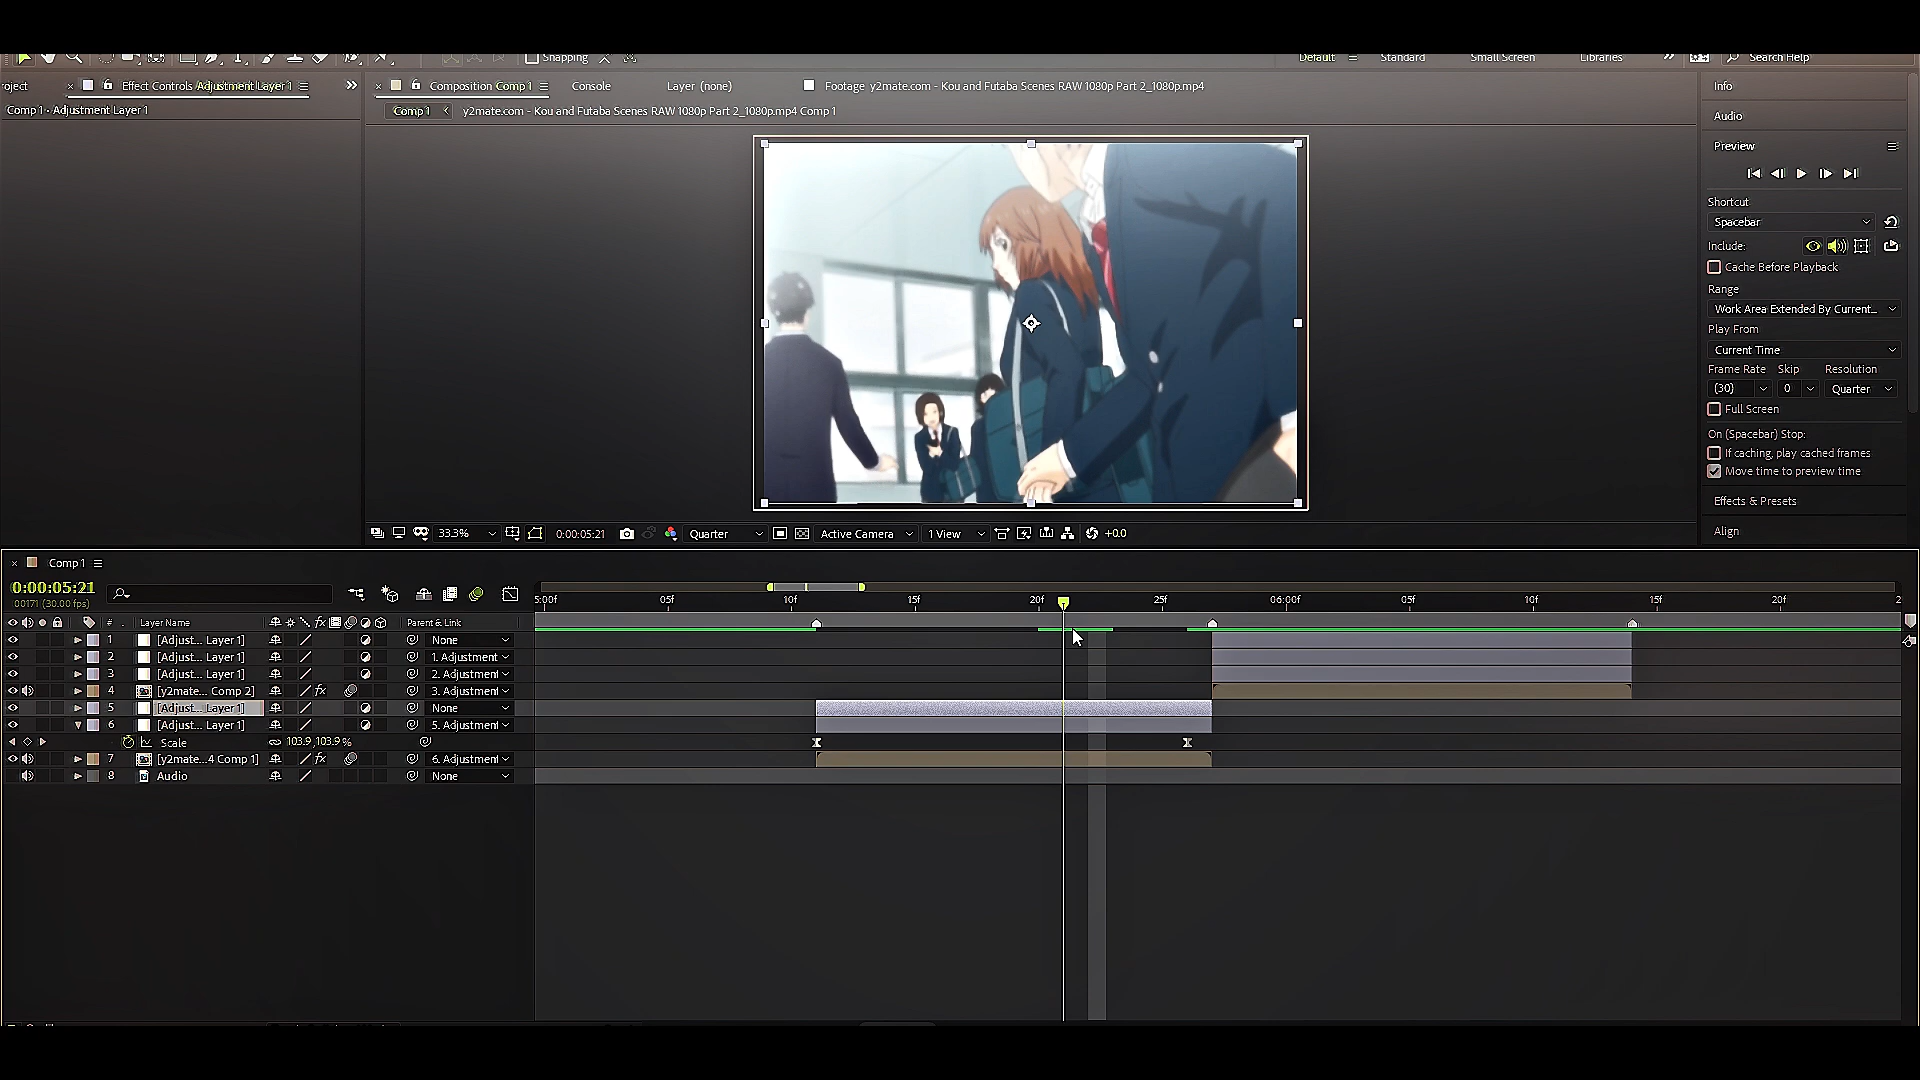 Snapping
Default
Standard
Small Screen
Libraries
Search Help
roject
Effect Controls Adjustment Layer 1
Composition Comp 1
Console
Layer (none)
Footage y2mate.com - Kou and Futaba Scenes RAW 1080p Part 2_1080p.mp4
Comp 1 · Adjustment Layer 1
Comp 1
y2mate.com - Kou and Futaba Scenes RAW 1080p Part 2_1080p.mp4 Comp 1
Info
Audio
Preview
Shortcut
Spacebar
Include:
Cache Before Playback
Range
Work Area Extended By Current...
Play From
Current Time
Frame Rate Skip Resolution
(30) 0 Quarter
Full Screen
On (Spacebar) Stop:
If caching, play cached frames
Move time to preview time
Effects & Presets
Align
33.3%
0:00:05:21
Quarter
Active Camera
1 View
+0.0
Comp 1
0:00:05:21
00171 (30.00 fps)
5:00f 05f 10f 15f 20f 25f 06:00f 05f 10f 15f 20f 2
# . Layer Name Parent & Link
1 [Adjust... Layer 1] None
2 [Adjust... Layer 1] 1. Adjustment
3 [Adjust... Layer 1] 2. Adjustment
4 [y2mate... Comp 2] fx 3. Adjustment
5 [Adjust... Layer 1] None
6 [Adjust... Layer 1] 5. Adjustment
Scale 103.9,103.9%
7 [y2mate...4 Comp 1] fx 6. Adjustment
8 Audio None